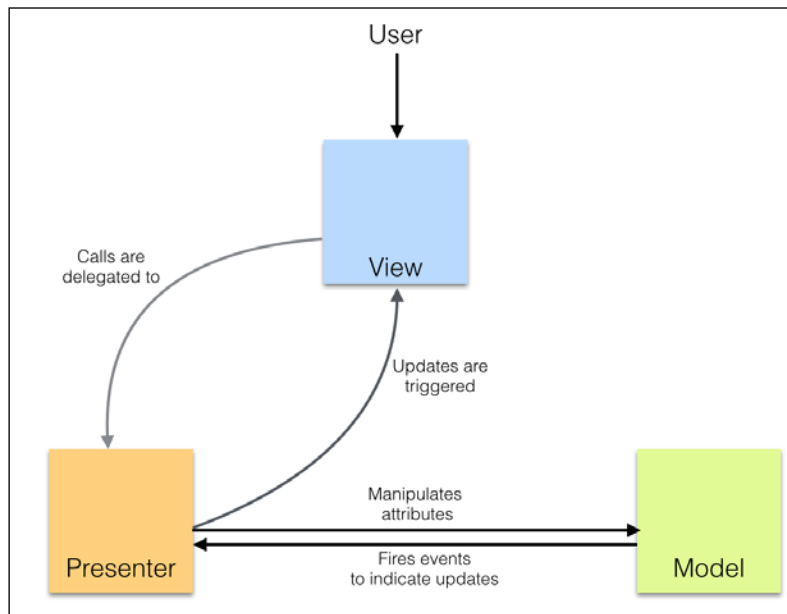 User
View
Calls are
delegated to
Updates are
triggered
Manipulates
attributes
Fires events
to indicate updates
Presenter
Model